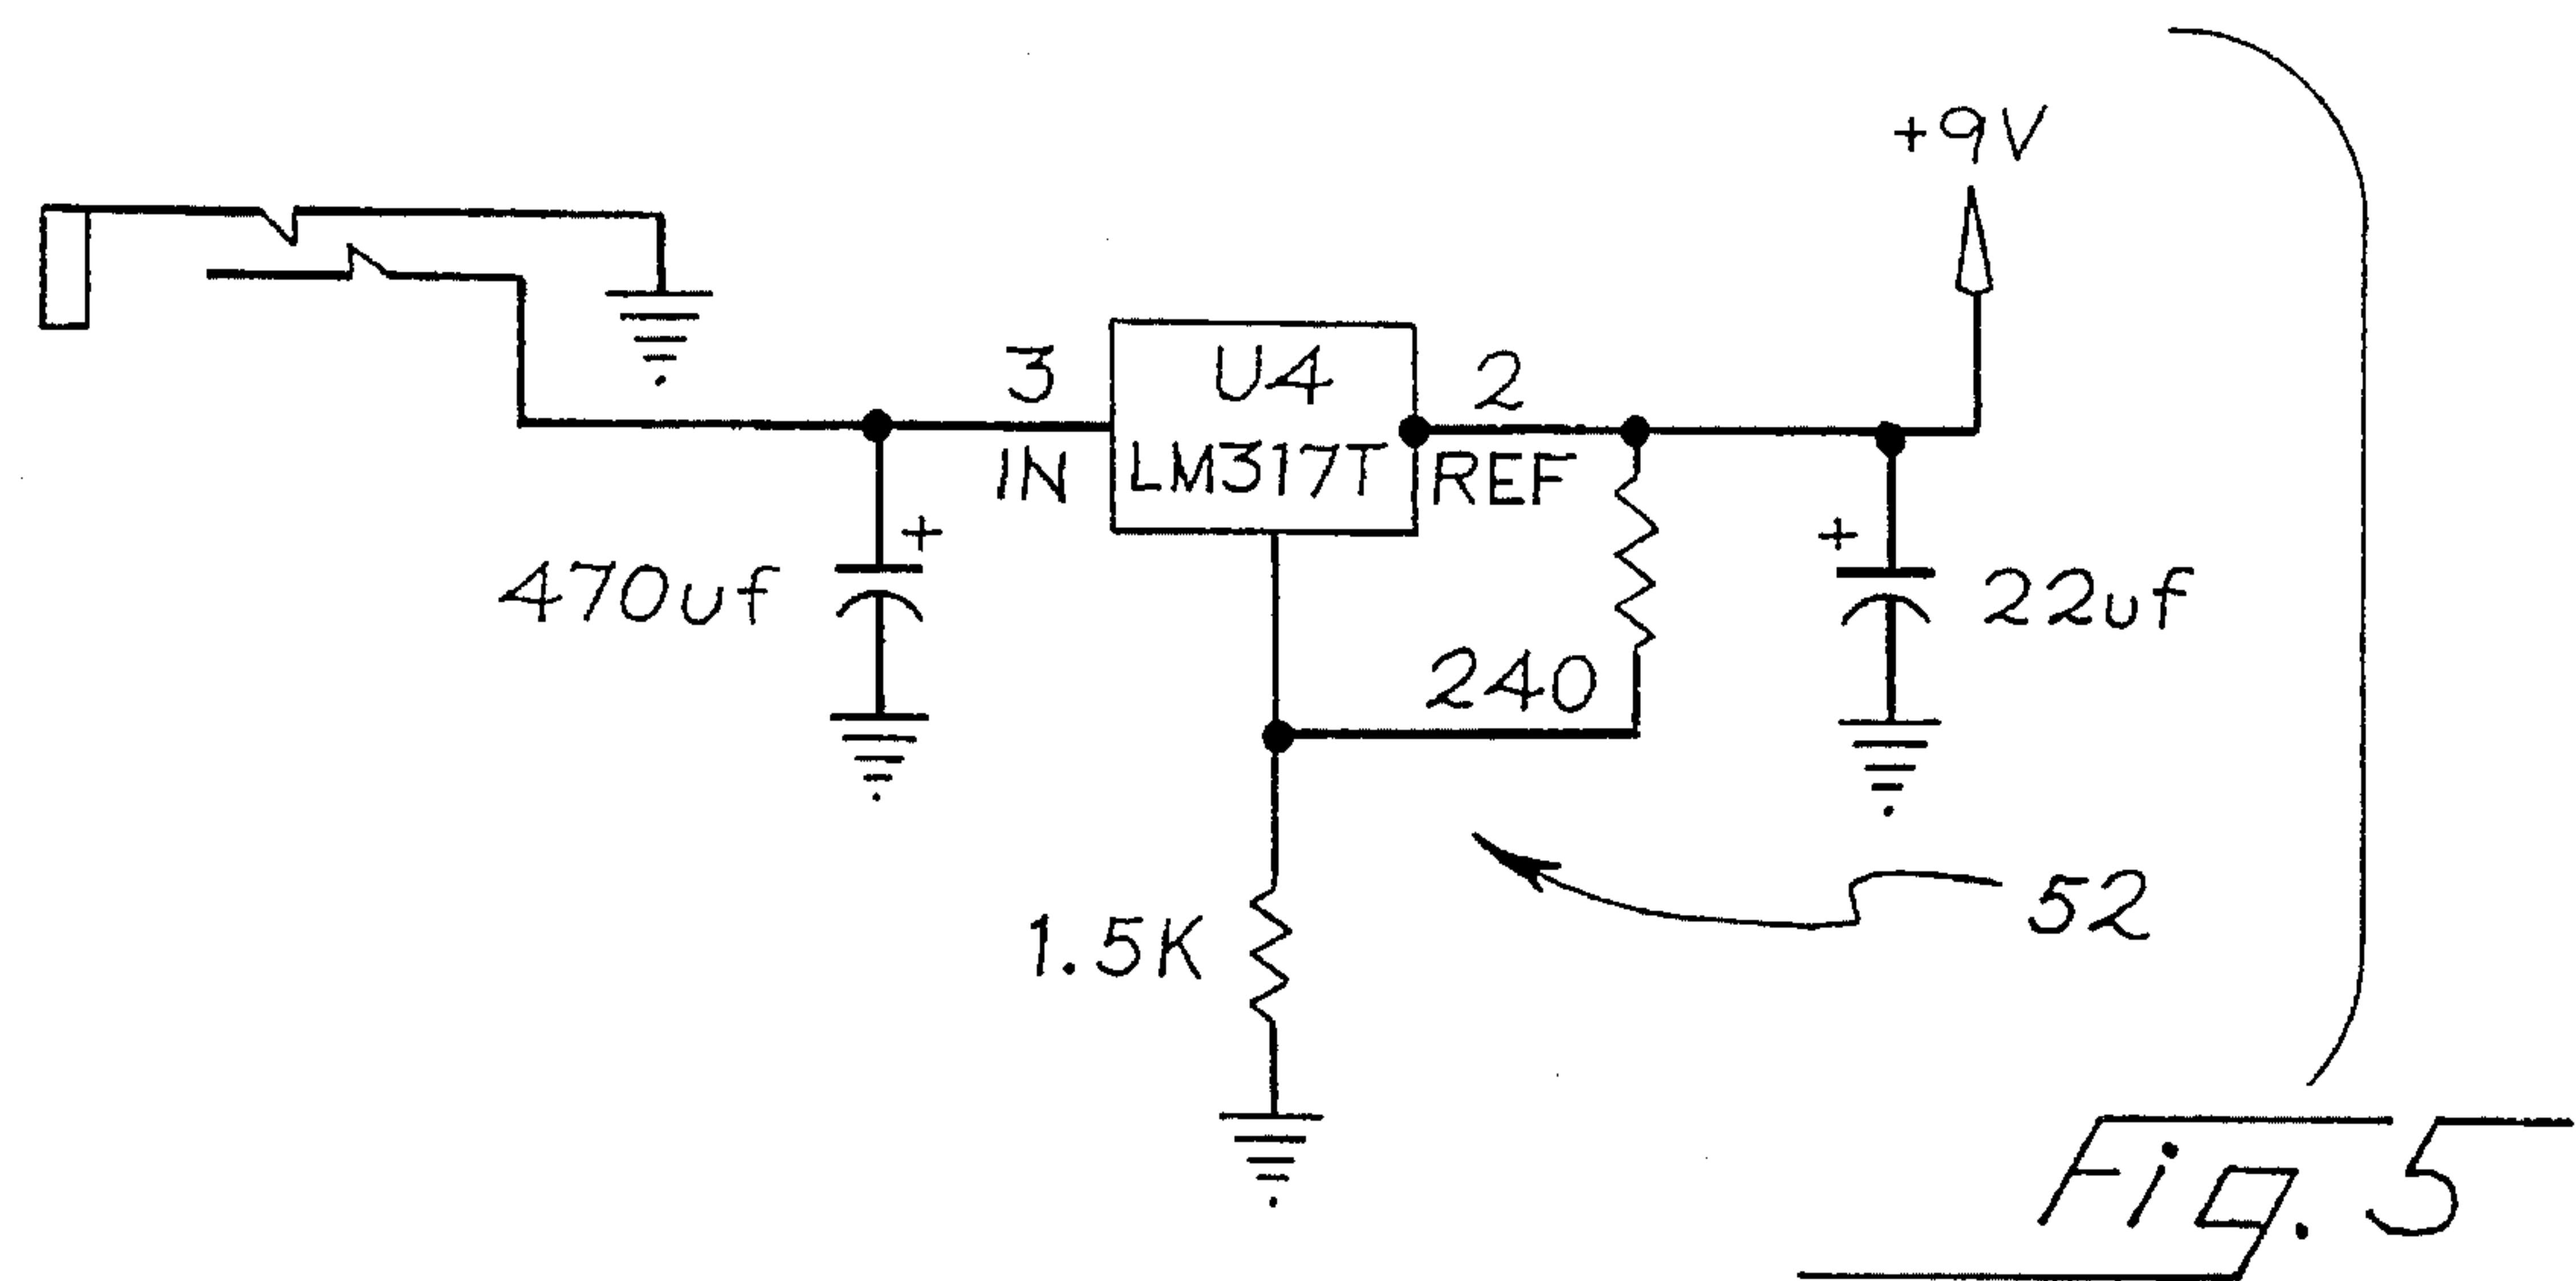 +9V
3
U4
2
IN
LM317T
REF
+
+
470uf
22uf
240
52
1.5K
Fig. 5